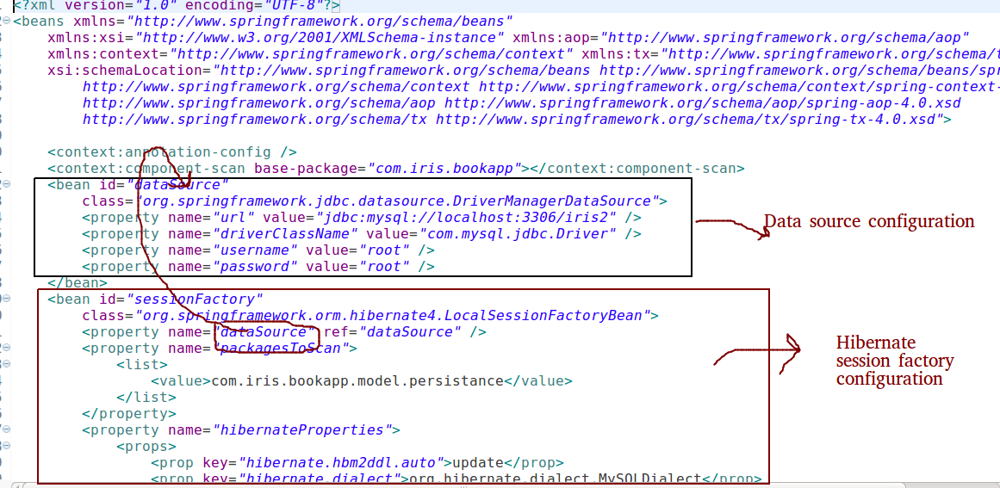 <?xml version="1.0" encoding="UTF-8"?>
<beans xmlns="http://www.springframework.org/schema/beans"
xmlns:xsi="http://www.w3.org/2001/XMLSchema-instance" xmlns:aop="http://www.springframework.org/schema/aop"
xmlns:context="http://www.springframework.org/schema/context" xmlns:tx="http://www.springframework.org/schema/t
xsi:schemaLocation="http://www.springframework.org/schema/beans http://www.springframework.org/schema/beans/spr
http://www.springframework.org/schema/context http://www.springframework.org/schema/context/spring-context-
http://www.springframework.org/schema/aop http://www.springframework.org/schema/aop/spring-aop-4.0.xsd
http://www.springframework.org/schema/tx http://www.springframework.org/schema/tx/spring-tx-4.0.xsd">
<context:annotation-config />
<context:component-scan base-package="com.iris.bookapp"></context:component-scan>
<bean id="dataSource"
class="org.springframework.jdbc.datasource.DriverManagerDataSource">
<property name="url" value="jdbc:mysql://localhost:3306/iris2" />
<property name="driverClassName" value="com.mysql.jdbc.Driver" />
<property name="username" value="root" />
<property name="password" value="root" />
</bean>
Data source configuration
<bean id="sessionFactory"
class="org.springframework.orm.hibernate4.LocalSessionFactoryBean">
<property name="dataSource" ref="dataSource" />
<property name="packagesToScan">
<list>
<value>com.iris.bookapp.model.persistance</value>
</list>
</property>
<property name="hibernateProperties">
<props>
<prop key="hibernate.hbm2ddl.auto">update</prop>
<prop key="hibernate.dialect">org.hibernate.dialect.MySQLDialect</prop>
Hibernate
session factory
configuration